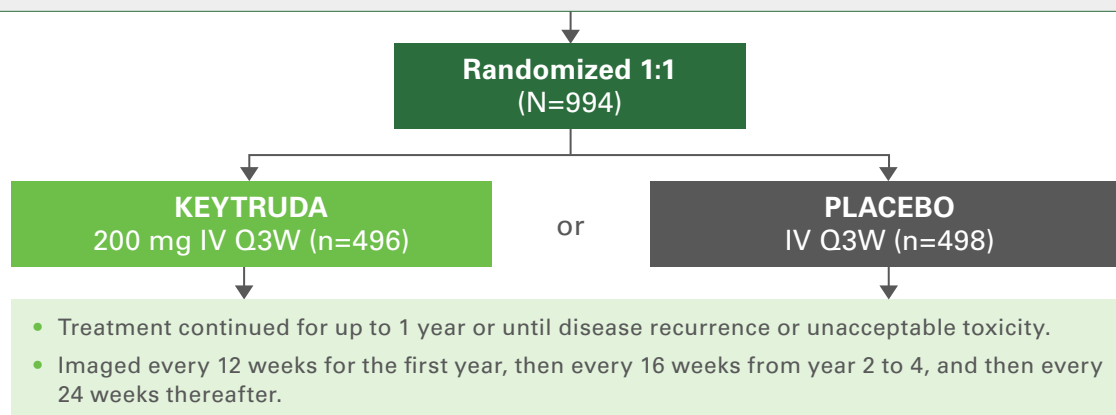 Randomized 1:1
(N=994)
KEYTRUDA
200 mg IV Q3W (n=496)
or
PLACEBO
IV Q3W (n=498)
• Treatment continued for up to 1 year or until disease recurrence or unacceptable toxicity.
• Imaged every 12 weeks for the first year, then every 16 weeks from year 2 to 4, and then every
24 weeks thereafter.